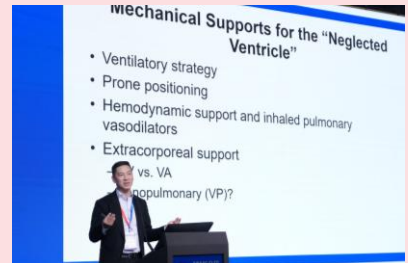 Mechanical Supports for the "Neglected
Ventricle"
• Ventilatory strategy
• Prone positioning
• Hemodynamic support and inhaled pulmonary
vasodilators
• Extracorporeal support
vs. VA
(VP)?